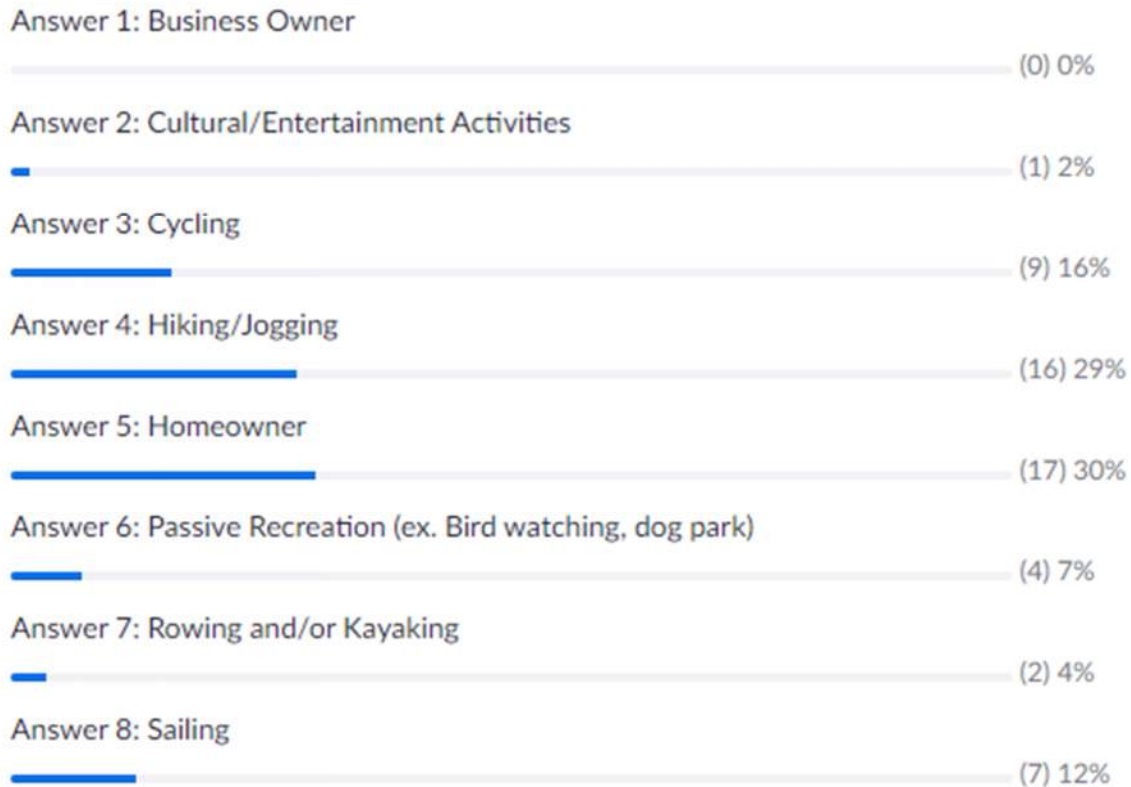 Answer 1: Business Owner
(0) 0%
Answer 2: Cultural/Entertainment Activities
(1) 2%
Answer 3: Cycling
(9) 16%
Answer 4: Hiking/Jogging
(16) 29%
Answer 5: Homeowner
(17) 30%
Answer 6: Passive Recreation (ex. Bird watching, dog park)
(4) 7%
Answer 7: Rowing and/or Kayaking
(2) 4%
Answer 8: Sailing
(7) 12%